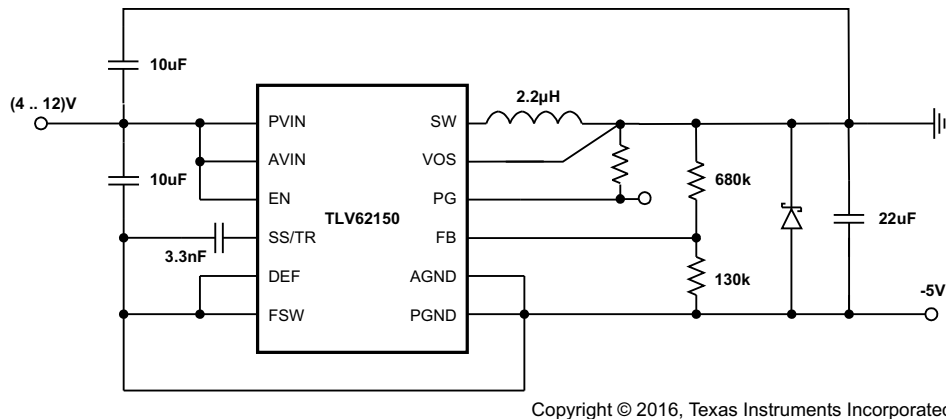 10uF
(4 .. 12)V
2.2µH
PVIN
SW
AVIN
VOS
10uF
680k
EN
PG
TLV62150
22uF
SS/TR
FB
3.3nF
DEF
AGND
130k
-5V
FSW
PGND
Copyright © 2016, Texas Instruments Incorporated